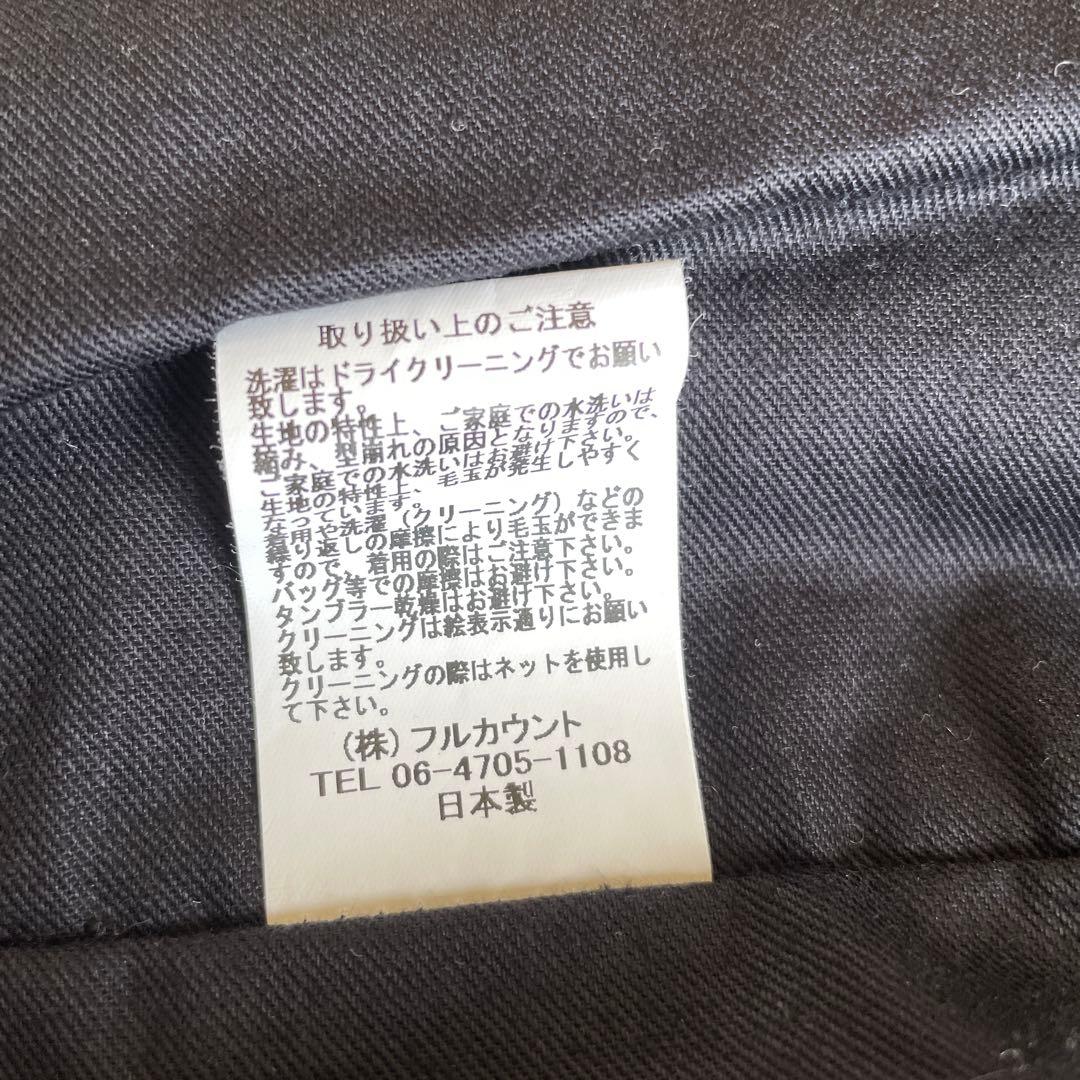 取り扱い上のご注意
洗濯はドライクリーニングでお願い
致します。
生地の特性上、ご家庭での水洗いは
縮み、型崩れの原因となりますので、
ご家庭での水洗いはお避け下さい。
生地の特性上、毛玉が発生しやすく
なっています。
着用や洗濯(クリーニング)などの
繰り返しの摩擦により毛玉ができま
すので、着用の際はご注意下さい。
バッグ等での摩擦はお避け下さい。
タンブラー乾燥はお避け下さい。
クリーニングは絵表示通りにお願い
致します。
クリーニングの際はネットを使用し
て下さい。
(株)フルカウント
TEL 06-4705-1108
日本製